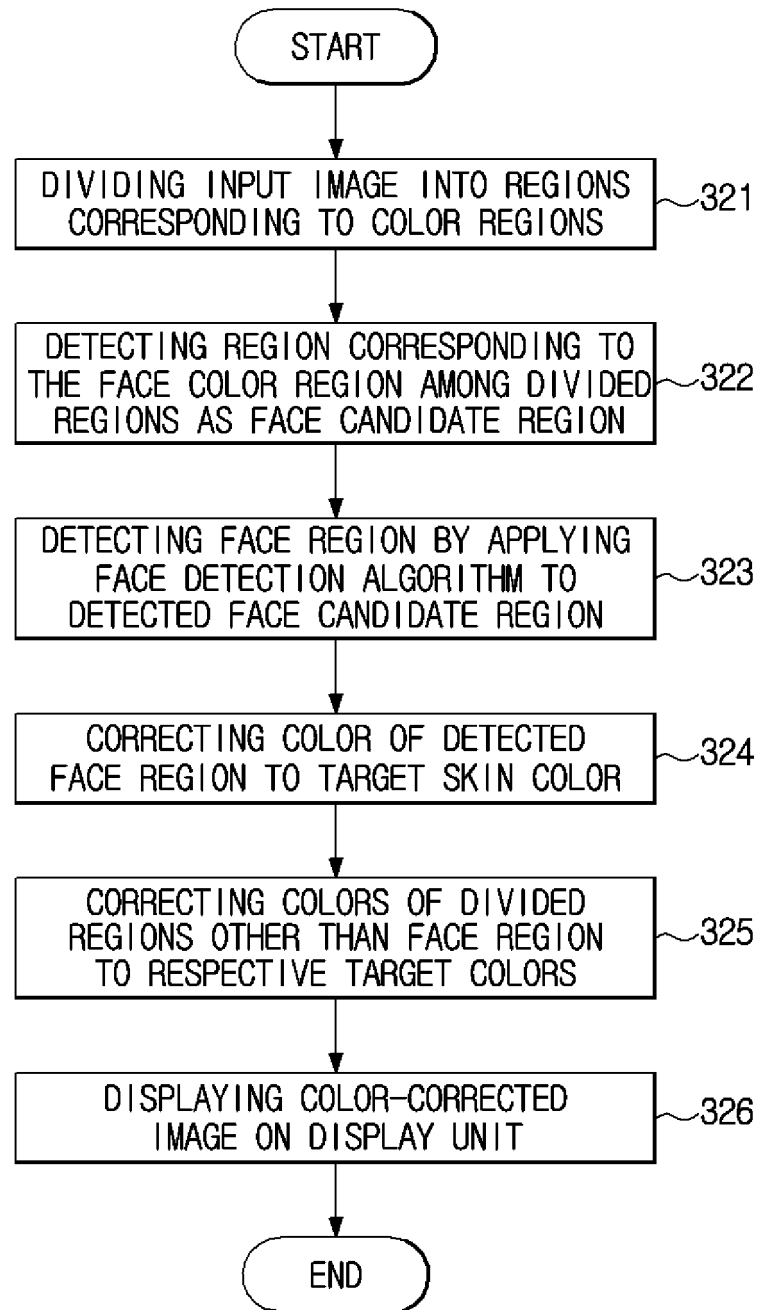 START
DIVIDING INPUT IMAGE INTO REGIONS
CORRESPONDING TO COLOR REGIONS
321
DETECTING REGION CORRESPONDING TO
THE FACE COLOR REGION AMONG DIVIDED
REGIONS AS FACE CANDIDATE REGION
322
DETECTING FACE REGION BY APPLYING
FACE DETECTION ALGORITHM TO
DETECTED FACE CANDIDATE REGION
323
CORRECTING COLOR OF DETECTED
FACE REGION TO TARGET SKIN COLOR
324
CORRECTING COLORS OF DIVIDED
REGIONS OTHER THAN FACE REGION
TO RESPECTIVE TARGET COLORS
325
DISPLAYING COLOR-CORRECTED
IMAGE ON DISPLAY UNIT
326
END